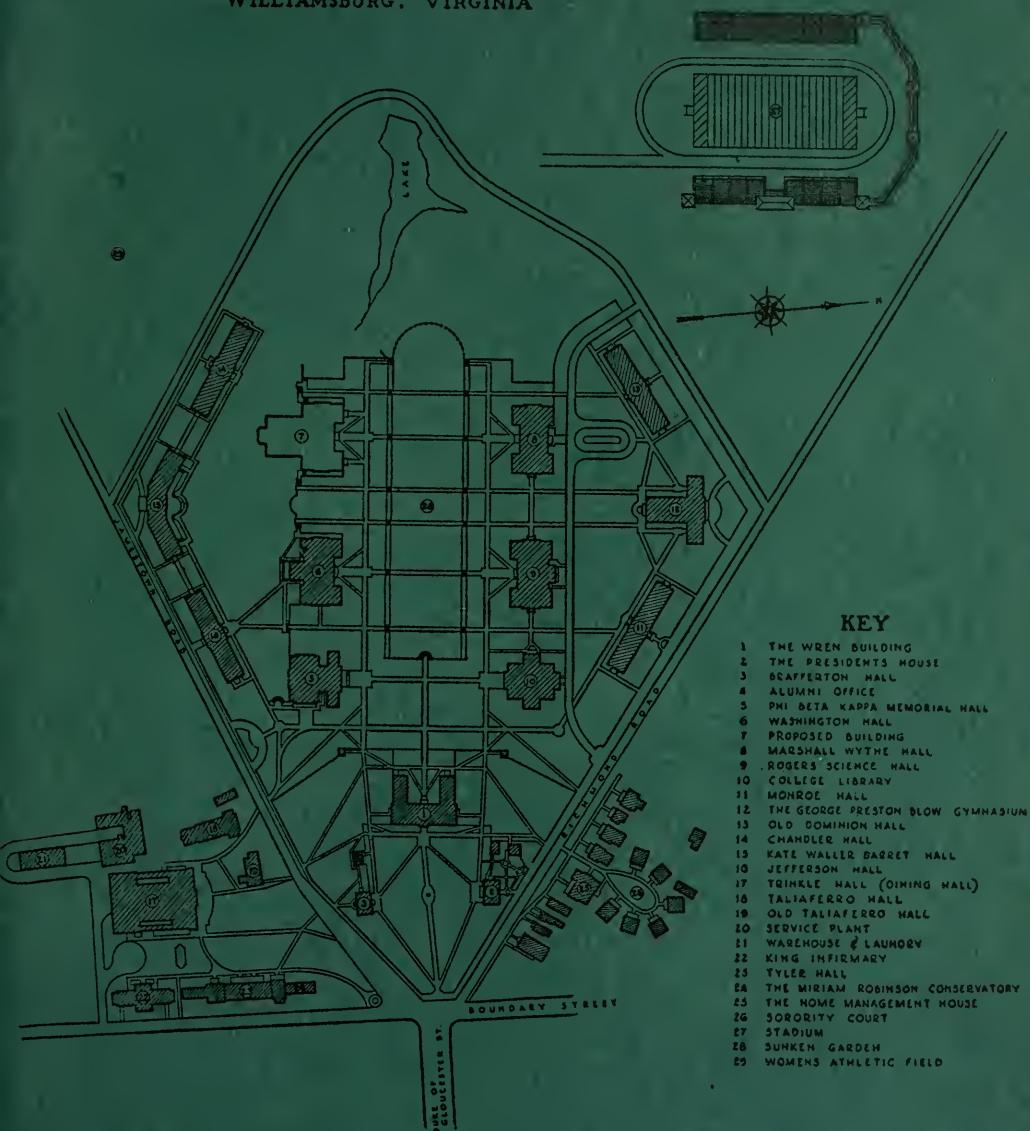 WILLIAMSBURG, VIRGINIA
LAKE
N
JAMESTOWN ROAD
RICHMOND ROAD
BOUNDARY STREET
DUKE OF
GLOUCESTER ST.
KEY
1 THE WREN BUILDING
2 THE PRESIDENTS HOUSE
3 BRAFFERTON HALL
4 ALUMNI OFFICE
5 PHI BETA KAPPA MEMORIAL HALL
6 WASHINGTON HALL
7 PROPOSED BUILDING
8 MARSHALL WYTHE HALL
9 ROGERS SCIENCE HALL
10 COLLEGE LIBRARY
11 MONROE HALL
12 THE GEORGE PRESTON BLOW GYMNASIUM
13 OLD DOMINION HALL
14 CHANDLER HALL
15 KATE WALLER BARRET HALL
16 JEFFERSON HALL
17 TRINKLE HALL (DINING HALL)
18 TALIAFERRO HALL
19 OLD TALIAFERRO HALL
20 SERVICE PLANT
21 WAREHOUSE & LAUNDRY
22 KING INFIRMARY
23 TYLER HALL
24 THE MIRIAM ROBINSON CONSERVATORY
25 THE HOME MANAGEMENT HOUSE
26 SORORITY COURT
27 STADIUM
28 SUNKEN GARDEN
29 WOMENS ATHLETIC FIELD